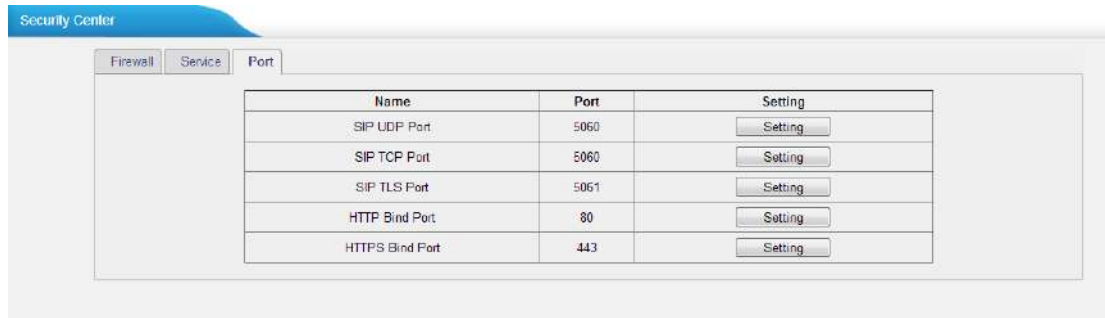 Security Center
Firewall Service Port
Name Port Setting
SIP UDP Port 5060 Setting
SIP TCP Port 5060 Setting
SIP TLS Port 5061 Setting
HTTP Bind Port 80 Setting
HTTPS Bind Port 443 Setting